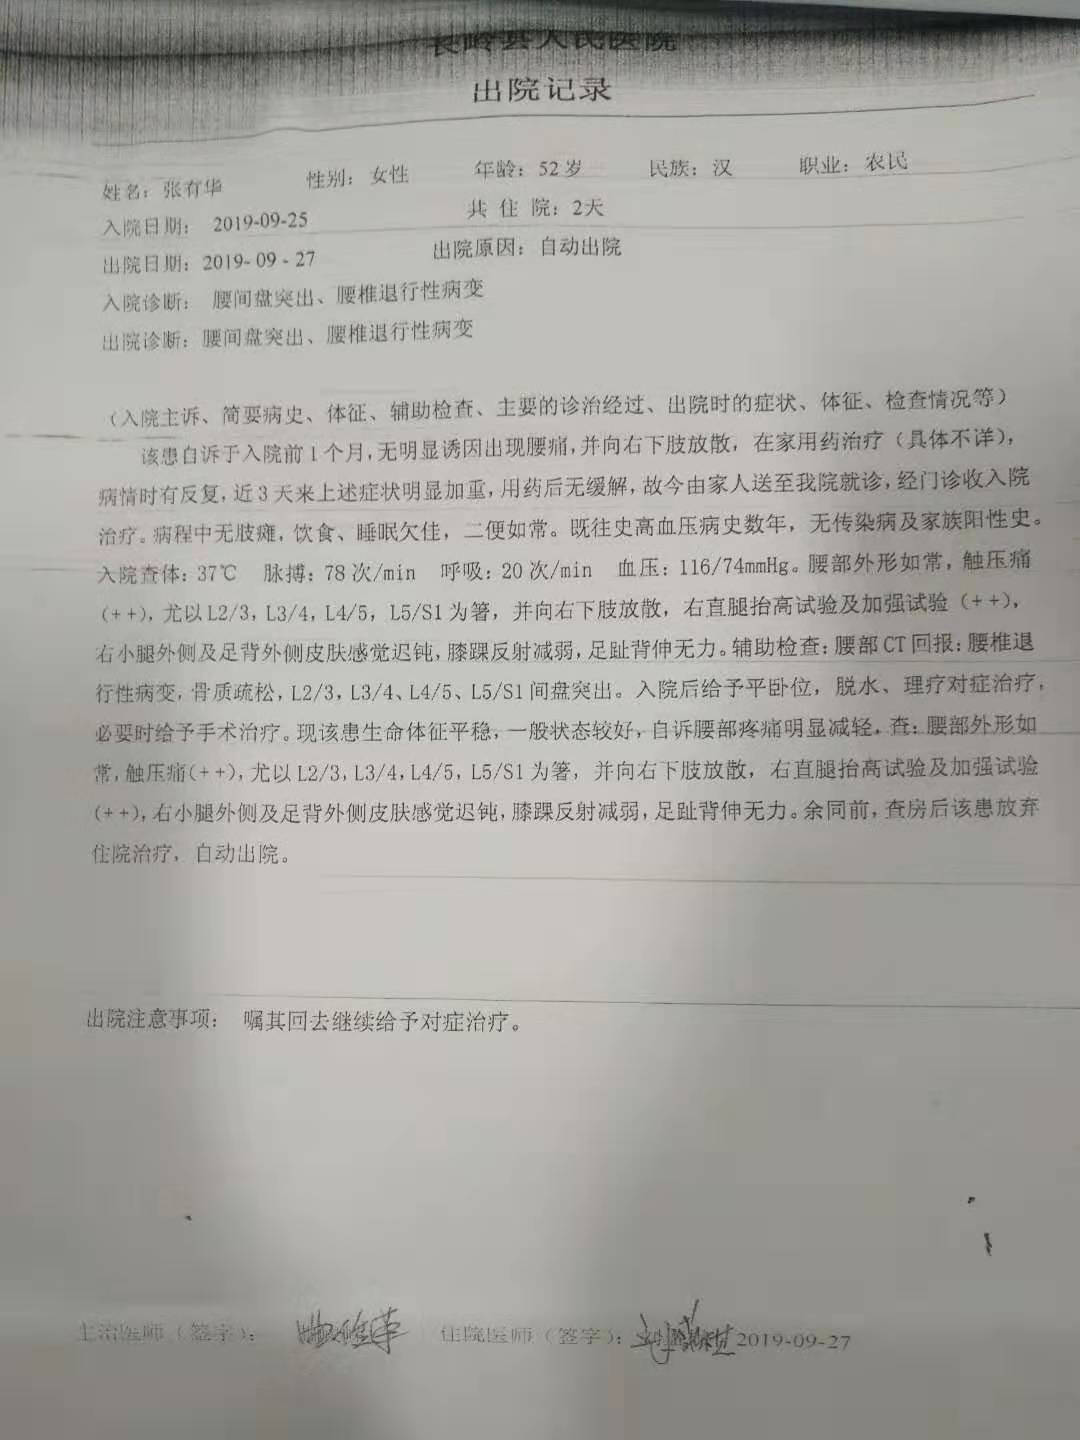 长岭县人民医院
出院记录
姓名：张有华 性别：女性 年龄：52岁 民族：汉 职业：农民
入院日期： 2019-09-25 共 住 院：2天
出院日期：2019- 09 - 27 出院原因：自动出院
入院诊断： 腰间盘突出、腰椎退行性病变
出院诊断：腰间盘突出、腰椎退行性病变
（入院主诉、简要病史、体征、辅助检查、主要的诊治经过、出院时的症状、体征、检查情况等）
该患自诉于入院前1个月，无明显诱因出现腰痛，并向右下肢放散，在家用药治疗（具体不详），
病情时有反复，近3天来上述症状明显加重，用药后无缓解，故今由家人送至我院就诊，经门诊收入院
治疗。病程中无肢瘫，饮食、睡眠欠佳，二便如常。既往史高血压病史数年，无传染病及家族阳性史。
入院查体：37℃ 脉搏：78次/min 呼吸：20次/min 血压：116/74mmHg。腰部外形如常，触压痛
（++），尤以L2/3，L3/4，L4/5，L5/S1为箸，并向右下肢放散，右直腿抬高试验及加强试验（++），
右小腿外侧及足背外侧皮肤感觉迟钝，膝踝反射减弱，足趾背伸无力。辅助检查：腰部CT回报：腰椎退
行性病变，骨质疏松，L2/3，L3/4、L4/5、L5/S1间盘突出。入院后给予平卧位，脱水、理疗对症治疗，
必要时给予手术治疗。现该患生命体征平稳，一般状态较好，自诉腰部疼痛明显减轻，查：腰部外形如
常，触压痛（++），尤以L2/3，L3/4，L4/5，L5/S1为箸，并向右下肢放散，右直腿抬高试验及加强试验
（++），右小腿外侧及足背外侧皮肤感觉迟钝，膝踝反射减弱，足趾背伸无力。余同前，查房后该患放弃
住院治疗，自动出院。
出院注意事项： 嘱其回去继续给予对症治疗。
主治医师（签字）： 住院医师（签字）： 2019-09-27